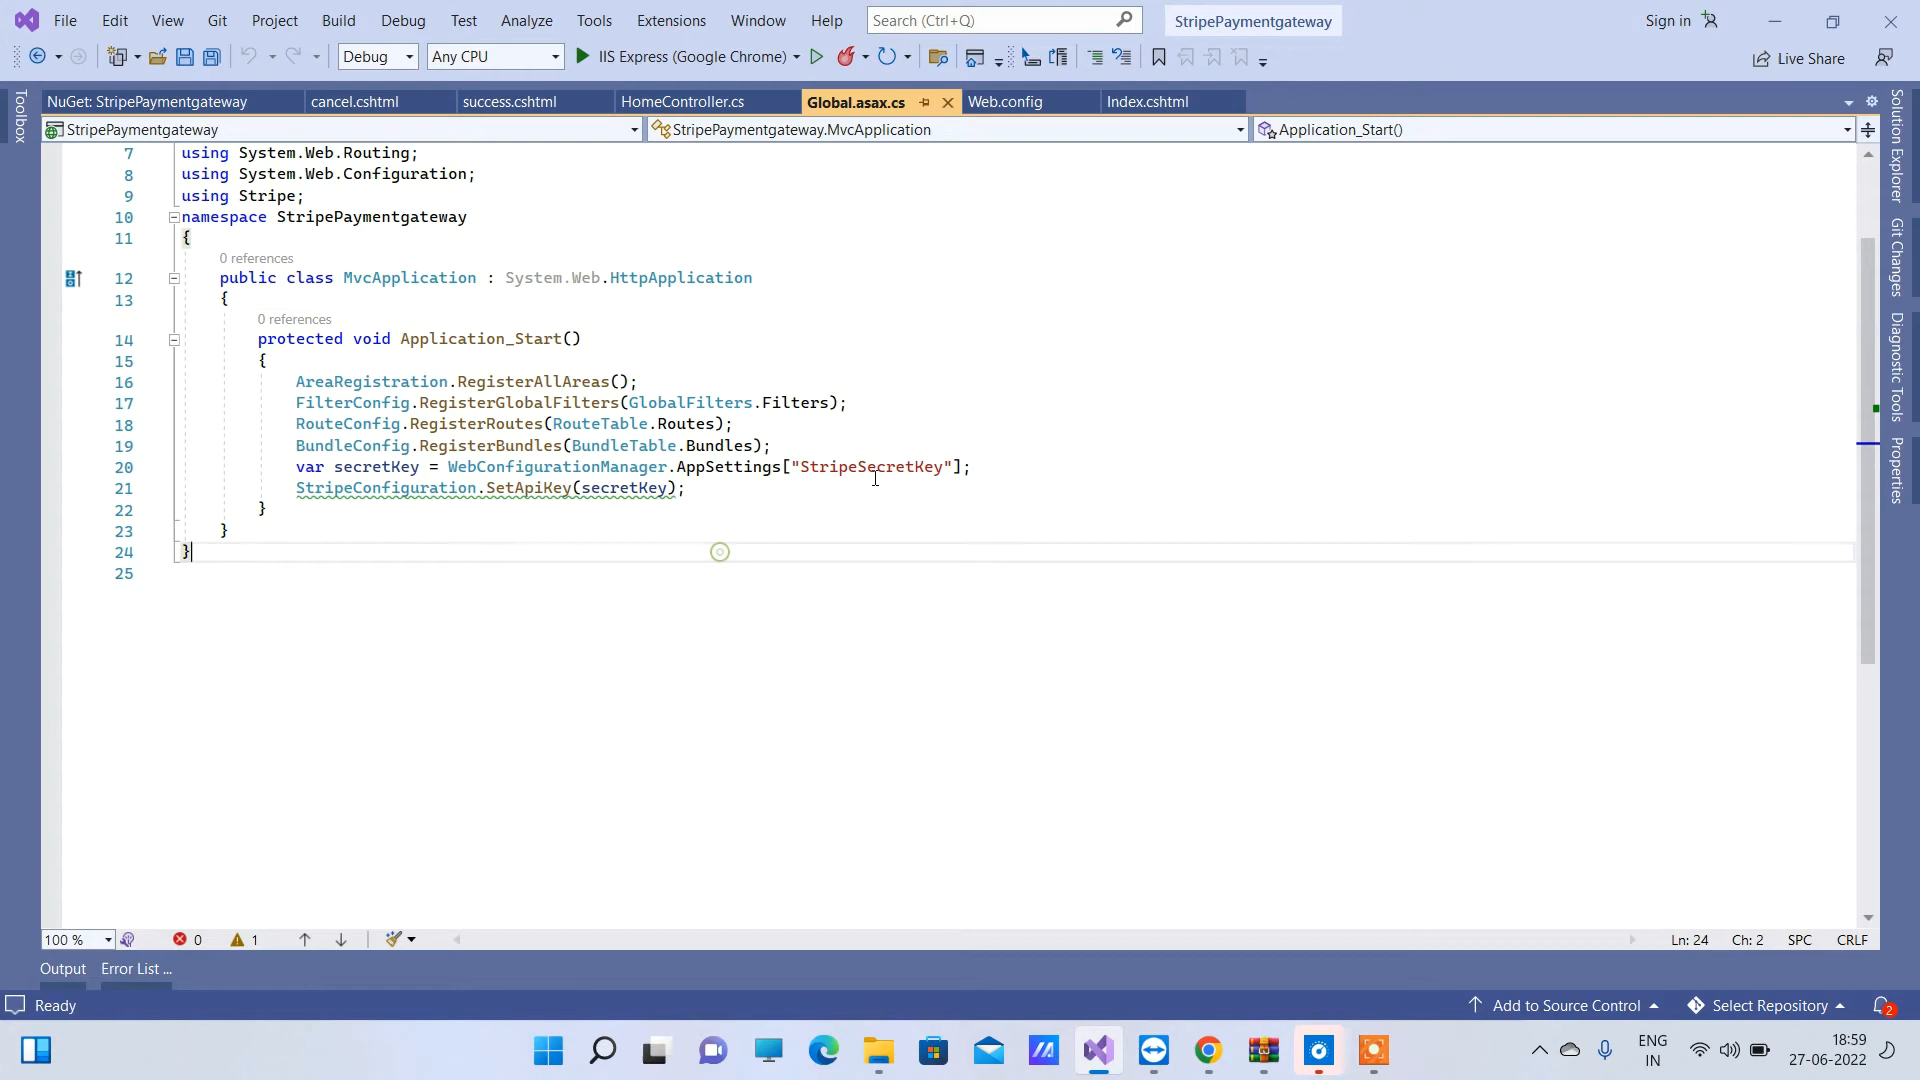 File Edit View Git Project Build Debug Test Analyze Tools Extensions Window Help Search (Ctrl+Q) StripePaymentgateway Sign in
Debug Any CPU IIS Express (Google Chrome) Live Share
Toolbox
NuGet: StripePaymentgateway cancel.cshtml success.cshtml HomeController.cs Global.asax.cs Web.config Index.cshtml
StripePaymentgateway StripePaymentgateway.MvcApplication Application_Start()
7 using System.Web.Routing;
8 using System.Web.Configuration;
9 using Stripe;
10 namespace StripePaymentgateway
11 {
0 references
12 public class MvcApplication : System.Web.HttpApplication
13 {
0 references
14 protected void Application_Start()
15 {
16 AreaRegistration.RegisterAllAreas();
17 FilterConfig.RegisterGlobalFilters(GlobalFilters.Filters);
18 RouteConfig.RegisterRoutes(RouteTable.Routes);
19 BundleConfig.RegisterBundles(BundleTable.Bundles);
20 var secretKey = WebConfigurationManager.AppSettings["StripeSecretKey"];
21 StripeConfiguration.SetApiKey(secretKey);
22 }
23 }
24 }
25
Solution Explorer
Git Changes
Diagnostic Tools
Properties
100 % 0 1 Ln: 24 Ch: 2 SPC CRLF
Output Error List ...
Ready Add to Source Control Select Repository 2
ENG 18:59
IN 27-06-2022